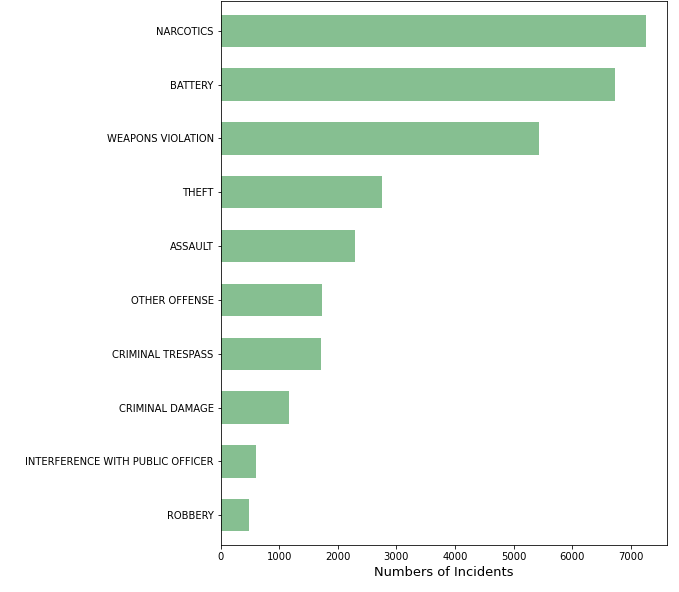 NARCOTICS
BATTERY
WEAPONS VIOLATION
THEFT
ASSAULT
OTHER OFFENSE
CRIMINAL TRESPASS
CRIMINAL DAMAGE
INTERFERENCE WITH PUBLIC OFFICER
ROBBERY
0 1000 2000 3000 4000 5000 6000 7000
Numbers of Incidents